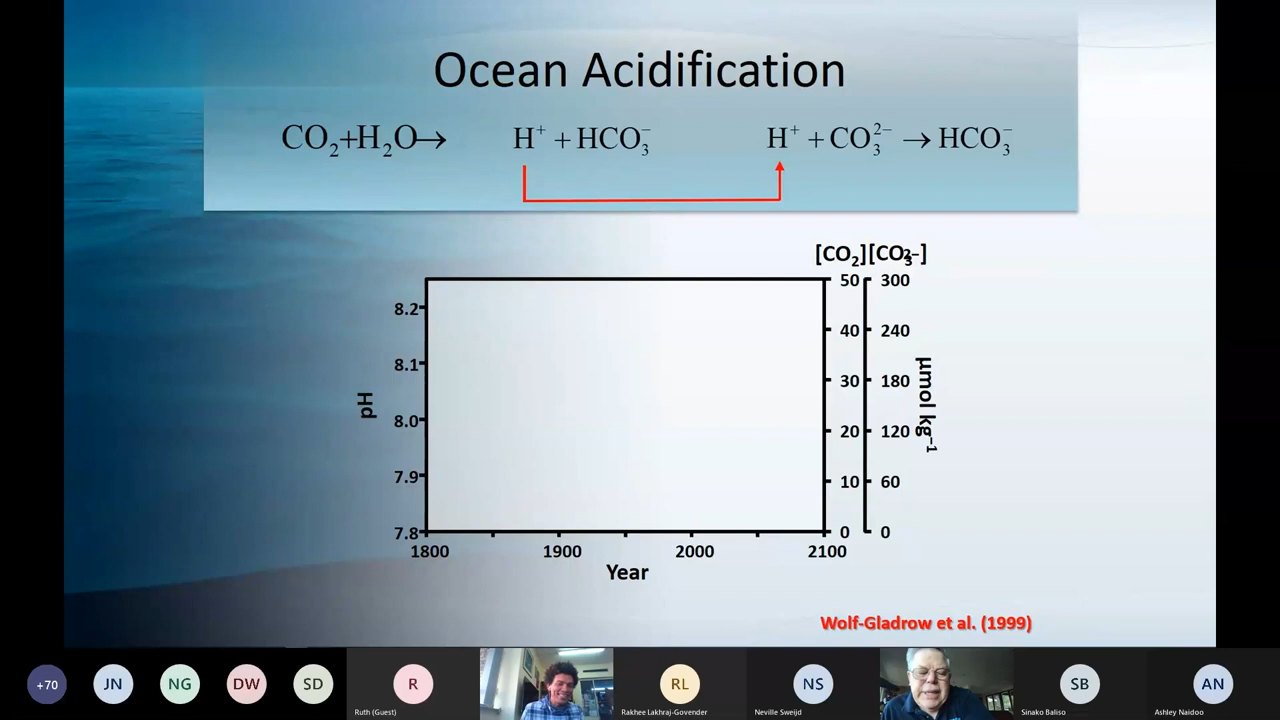 Ocean Acidification
CO₂+H₂O→ H⁺ + HCO₃⁻ H⁺ + CO₃²⁻ → HCO₃⁻
[CO₂][CO₃²⁻]
50 300
8.2
40 240
8.1
30 180
pH
µmol kg⁻¹
8.0
20 120
7.9
10 60
7.8
0 0
1800 1900 2000 2100
Year
Wolf-Gladrow et al. (1999)
+70 JN NG DW SD R RL NS SB AN
Ruth (Guest) Rakhee Lakhraj-Govender Neville Sweijd Sinako Baliso Ashley Naidoo